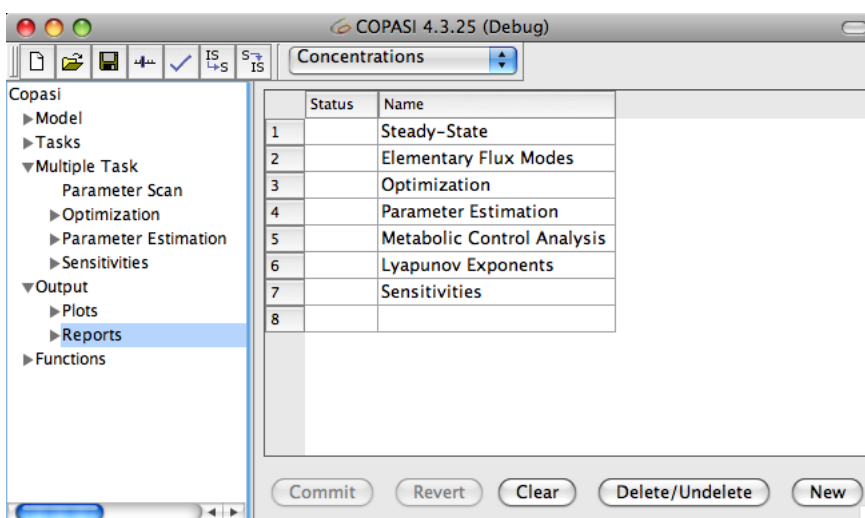 COPASI 4.3.25 (Debug)
IS S
S IS
Concentrations
Copasi
Model
Tasks
Multiple Task
Parameter Scan
Optimization
Parameter Estimation
Sensitivities
Output
Plots
Reports
Functions
Status Name
1 Steady-State
2 Elementary Flux Modes
3 Optimization
4 Parameter Estimation
5 Metabolic Control Analysis
6 Lyapunov Exponents
7 Sensitivities
8
Commit Revert Clear Delete/Undelete New